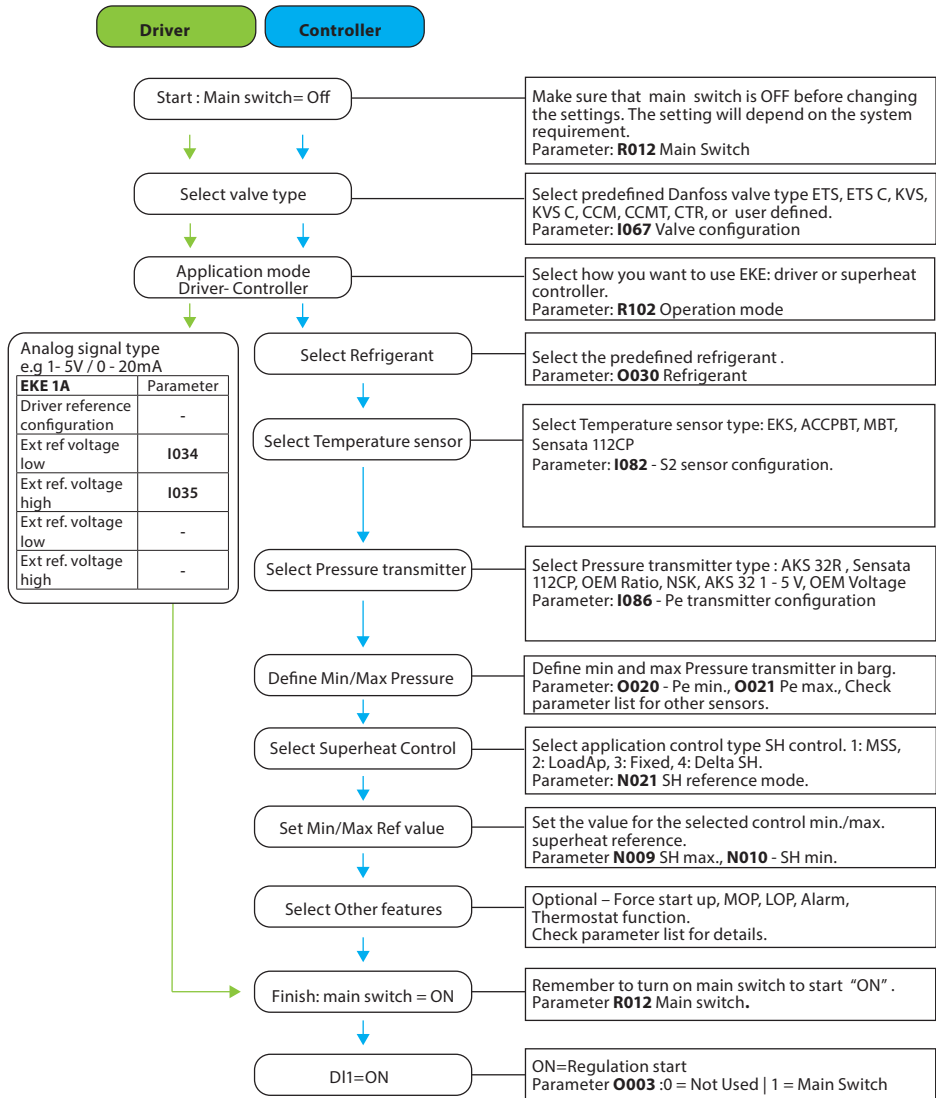 Driver
Controller
Start : Main switch= Off
Make sure that main switch is OFF before changing
the settings. The setting will depend on the system
requirement.
Parameter: R012 Main Switch
Select valve type
Select predefined Danfoss valve type ETS, ETS C, KVS,
KVS C, CCM, CCMT, CTR, or user defined.
Parameter: I067 Valve configuration
Application mode
Driver- Controller
Select how you want to use EKE: driver or superheat
controller.
Parameter: R102 Operation mode
Analog signal type
e.g 1- 5V / 0 - 20mA
EKE 1A Parameter
Driver reference
configuration -
Ext ref voltage
low I034
Ext ref. voltage
high I035
Ext ref. voltage
low -
Ext ref. voltage
high -
Select Refrigerant
Select the predefined refrigerant .
Parameter: O030 Refrigerant
Select Temperature sensor
Select Temperature sensor type: EKS, ACCPBT, MBT,
Sensata 112CP
Parameter: I082 - S2 sensor configuration.
Select Pressure transmitter
Select Pressure transmitter type : AKS 32R , Sensata
112CP, OEM Ratio, NSK, AKS 32 1 - 5 V, OEM Voltage
Parameter: I086 - Pe transmitter configuration
Define Min/Max Pressure
Define min and max Pressure transmitter in barg.
Parameter: O020 - Pe min., O021 Pe max., Check
parameter list for other sensors.
Select Superheat Control
Select application control type SH control. 1: MSS,
2: LoadAp, 3: Fixed, 4: Delta SH.
Parameter: N021 SH reference mode.
Set Min/Max Ref value
Set the value for the selected control min./max.
superheat reference.
Parameter N009 SH max., N010 - SH min.
Select Other features
Optional – Force start up, MOP, LOP, Alarm,
Thermostat function.
Check parameter list for details.
Finish: main switch = ON
Remember to turn on main switch to start "ON" .
Parameter R012 Main switch.
DI1=ON
ON=Regulation start
Parameter O003 :0 = Not Used | 1 = Main Switch